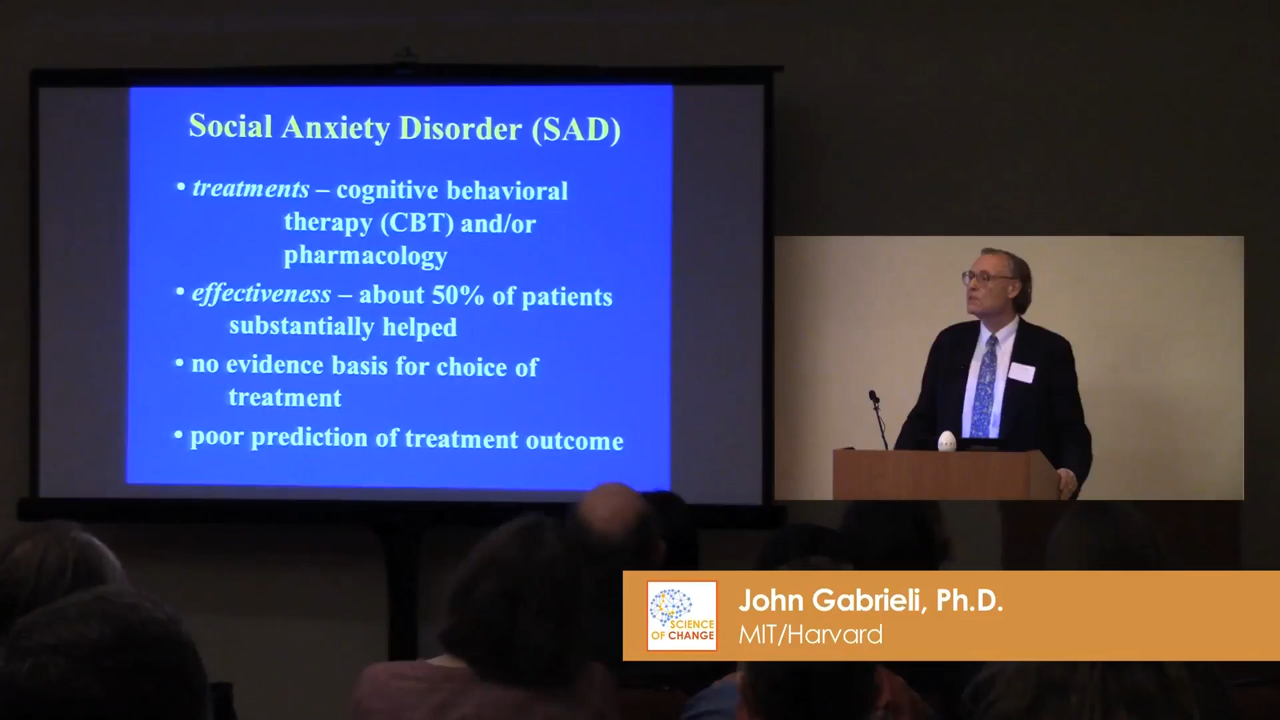 Social Anxiety Disorder (SAD)
• treatments – cognitive behavioral
therapy (CBT) and/or
pharmacology
• effectiveness – about 50% of patients
substantially helped
• no evidence basis for choice of
treatment
• poor prediction of treatment outcome
SCIENCE
OF CHANGE
John Gabrieli, Ph.D.
MIT/Harvard